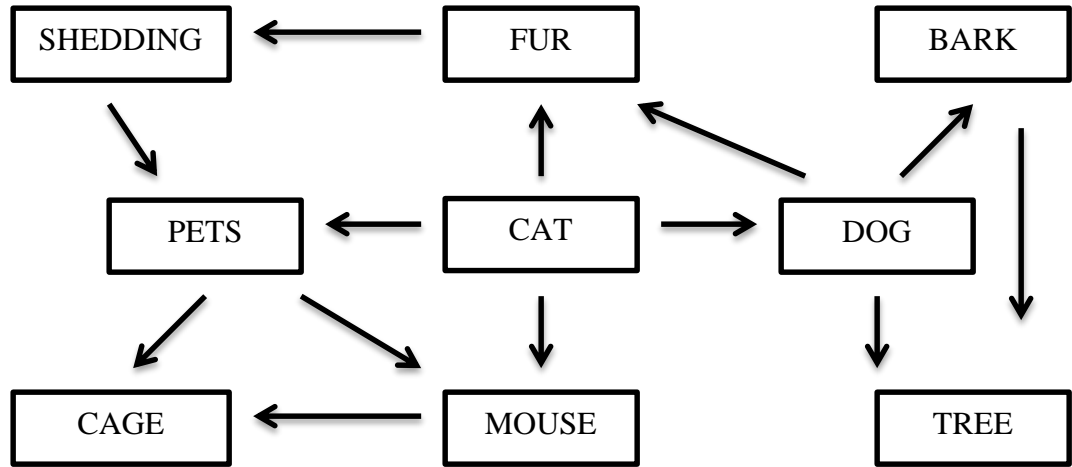 SHEDDING
FUR
BARK
PETS
CAT
DOG
CAGE
MOUSE
TREE